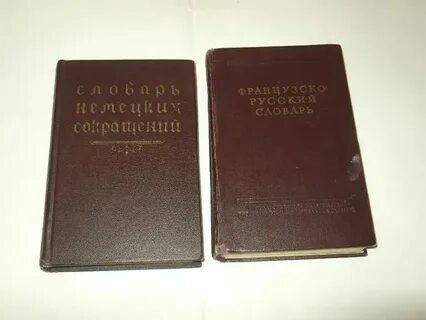 словарь
немецких
сокращений
ФРАНЦУЗСКО-
РУССКИЙ
СЛОВАРЬ